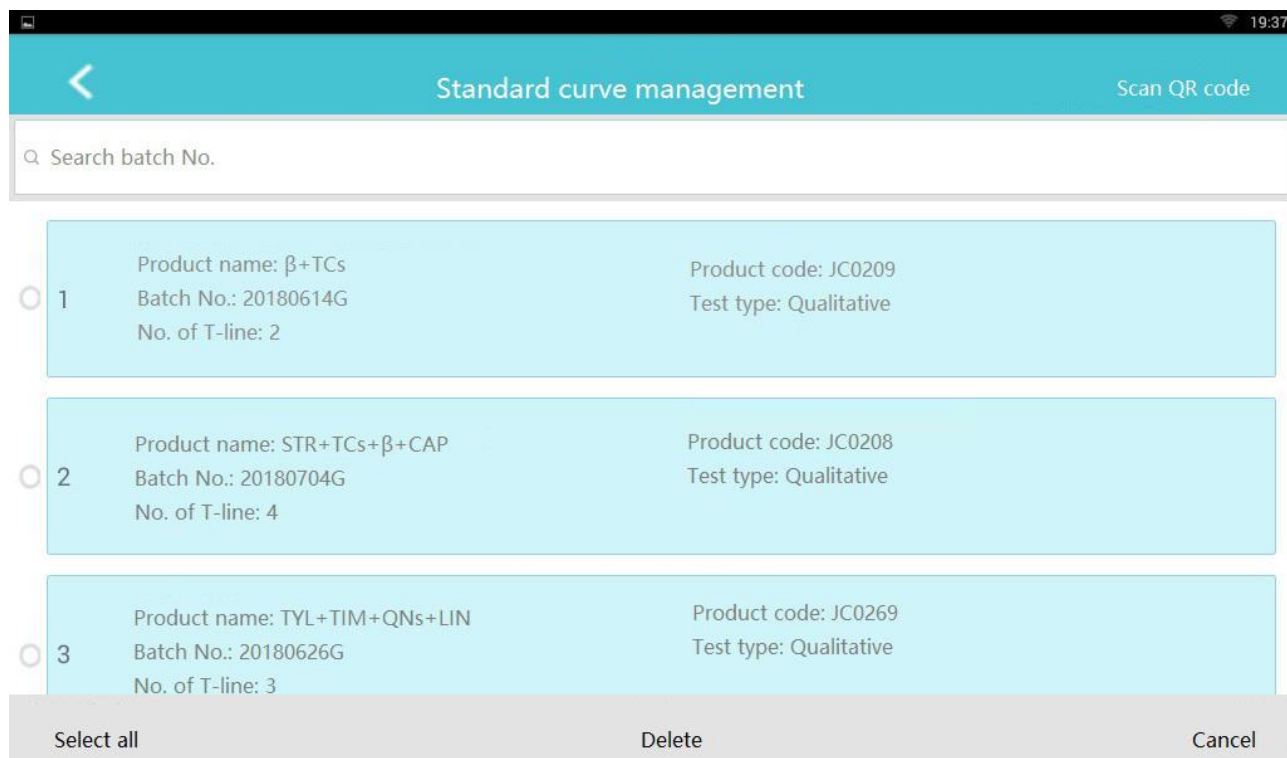 19:37
Standard curve management
Scan QR code
Search batch No.
1
Product name: β+TCs
Batch No.: 20180614G
No. of T-line: 2
Product code: JC0209
Test type: Qualitative
2
Product name: STR+TCs+β+CAP
Batch No.: 20180704G
No. of T-line: 4
Product code: JC0208
Test type: Qualitative
3
Product name: TYL+TIM+QNs+LIN
Batch No.: 20180626G
No. of T-line: 3
Product code: JC0269
Test type: Qualitative
Select all
Delete
Cancel